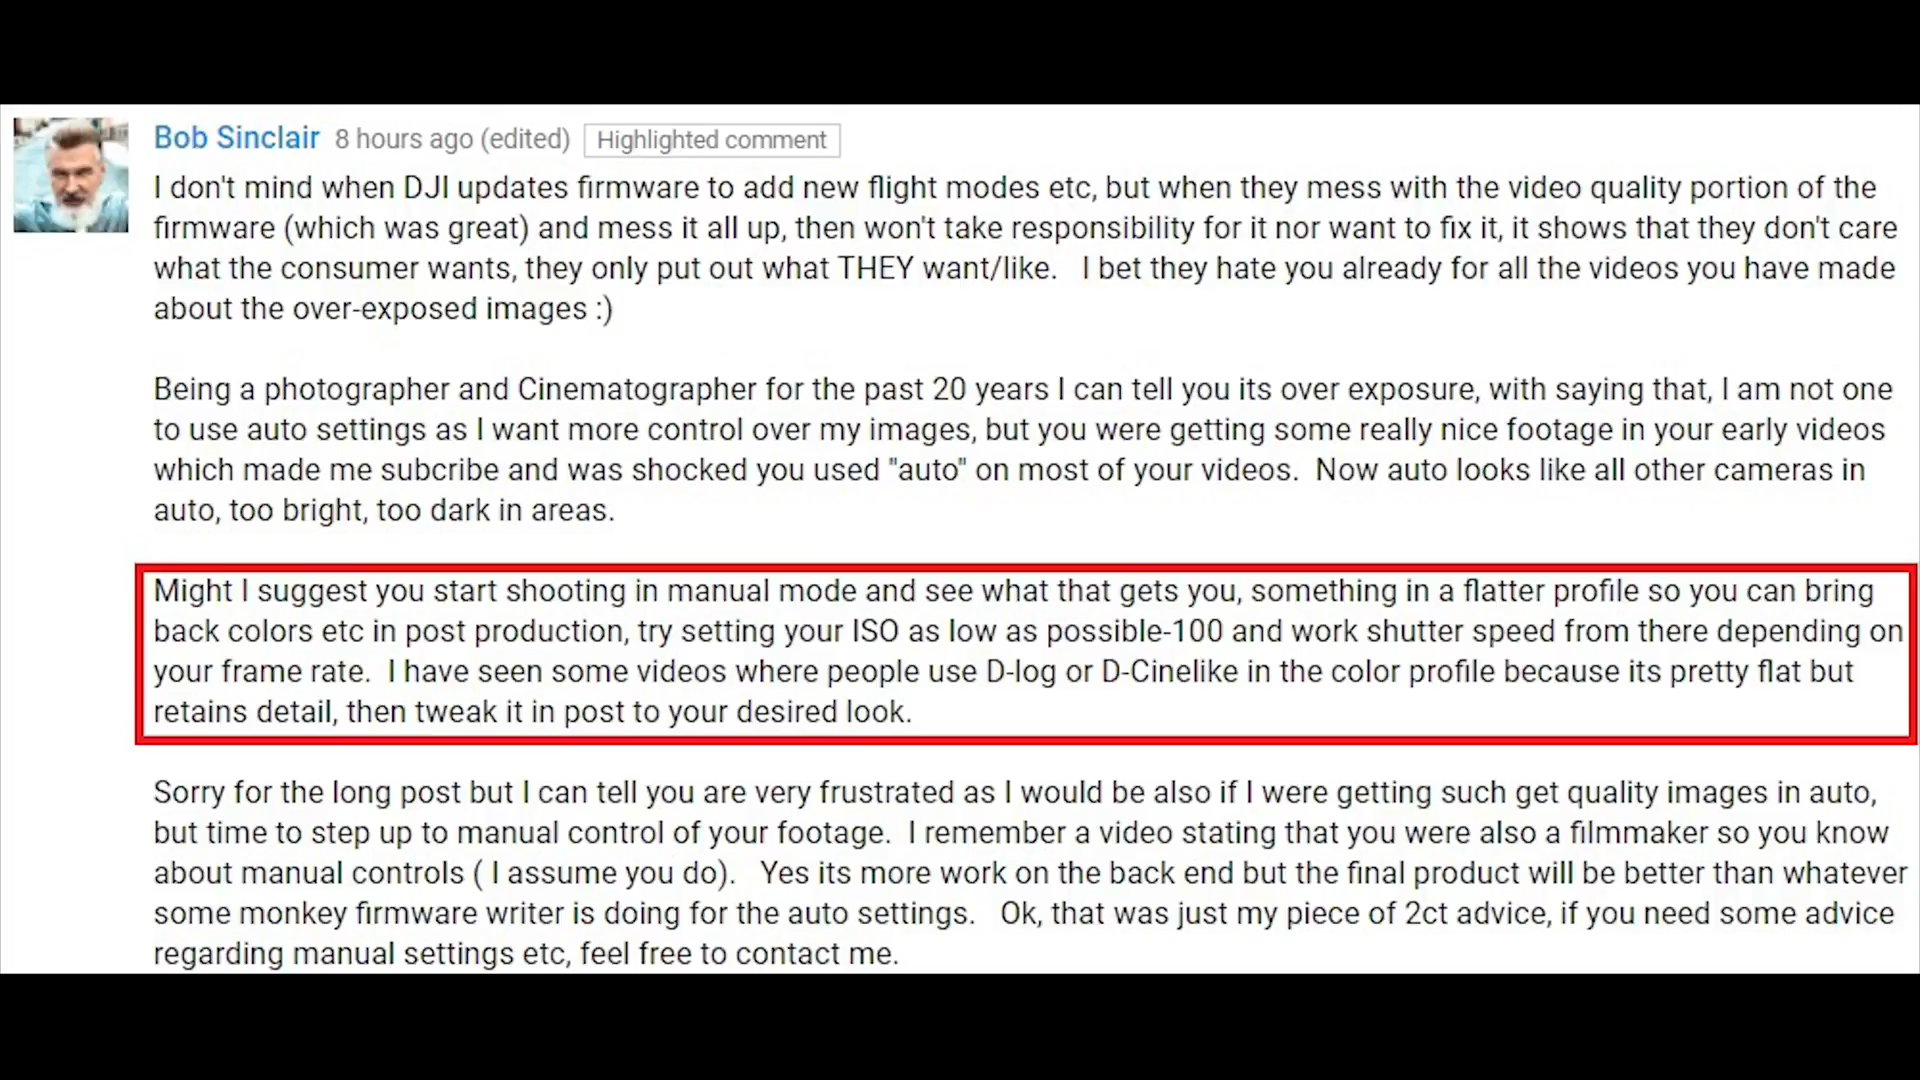 Bob Sinclair 8 hours ago (edited) Highlighted comment
I don't mind when DJI updates firmware to add new flight modes etc, but when they mess with the video quality portion of the
firmware (which was great) and mess it all up, then won't take responsibility for it nor want to fix it, it shows that they don't care
what the consumer wants, they only put out what THEY want/like.   I bet they hate you already for all the videos you have made
about the over-exposed images :)
Being a photographer and Cinematographer for the past 20 years I can tell you its over exposure, with saying that, I am not one
to use auto settings as I want more control over my images, but you were getting some really nice footage in your early videos
which made me subcribe and was shocked you used "auto" on most of your videos.  Now auto looks like all other cameras in
auto, too bright, too dark in areas.
Might I suggest you start shooting in manual mode and see what that gets you, something in a flatter profile so you can bring
back colors etc in post production, try setting your ISO as low as possible-100 and work shutter speed from there depending on
your frame rate.  I have seen some videos where people use D-log or D-Cinelike in the color profile because its pretty flat but
retains detail, then tweak it in post to your desired look.
Sorry for the long post but I can tell you are very frustrated as I would be also if I were getting such get quality images in auto,
but time to step up to manual control of your footage.  I remember a video stating that you were also a filmmaker so you know
about manual controls ( I assume you do).   Yes its more work on the back end but the final product will be better than whatever
some monkey firmware writer is doing for the auto settings.   Ok, that was just my piece of 2ct advice, if you need some advice
regarding manual settings etc, feel free to contact me.